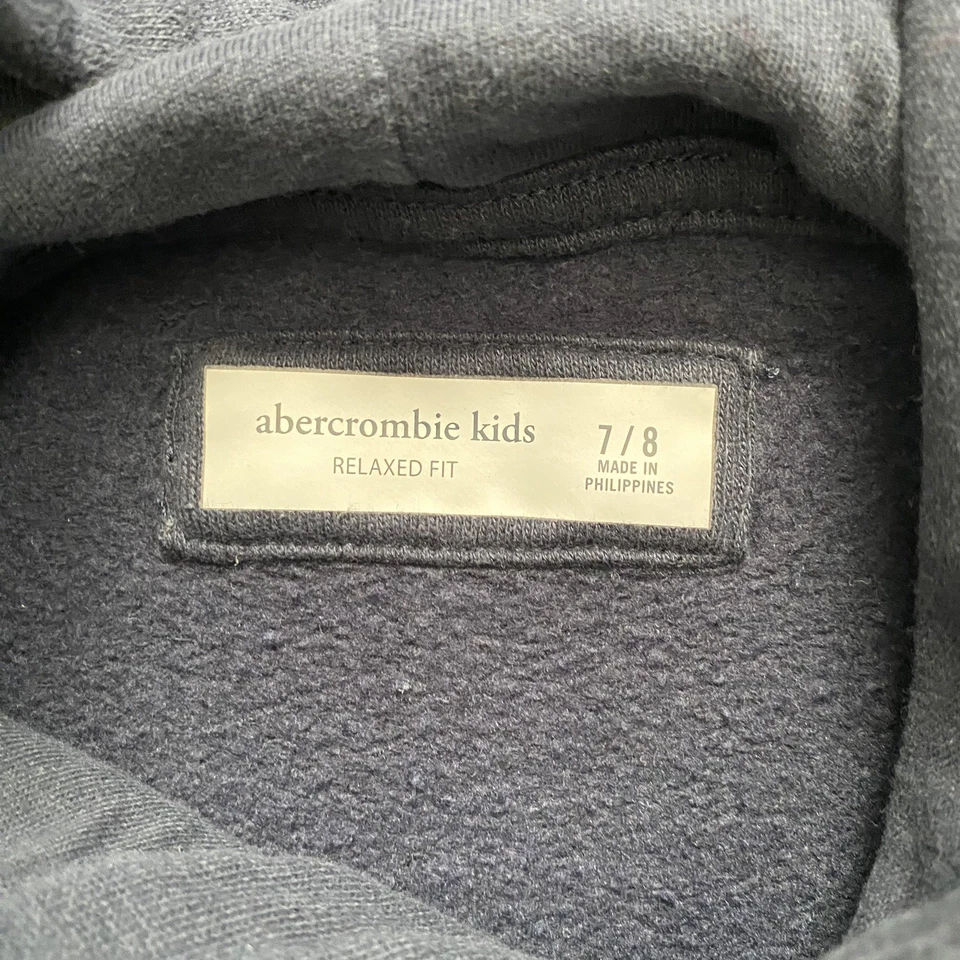 abercrombie kids
RELAXED FIT
7/8
MADE IN
PHILIPPINES